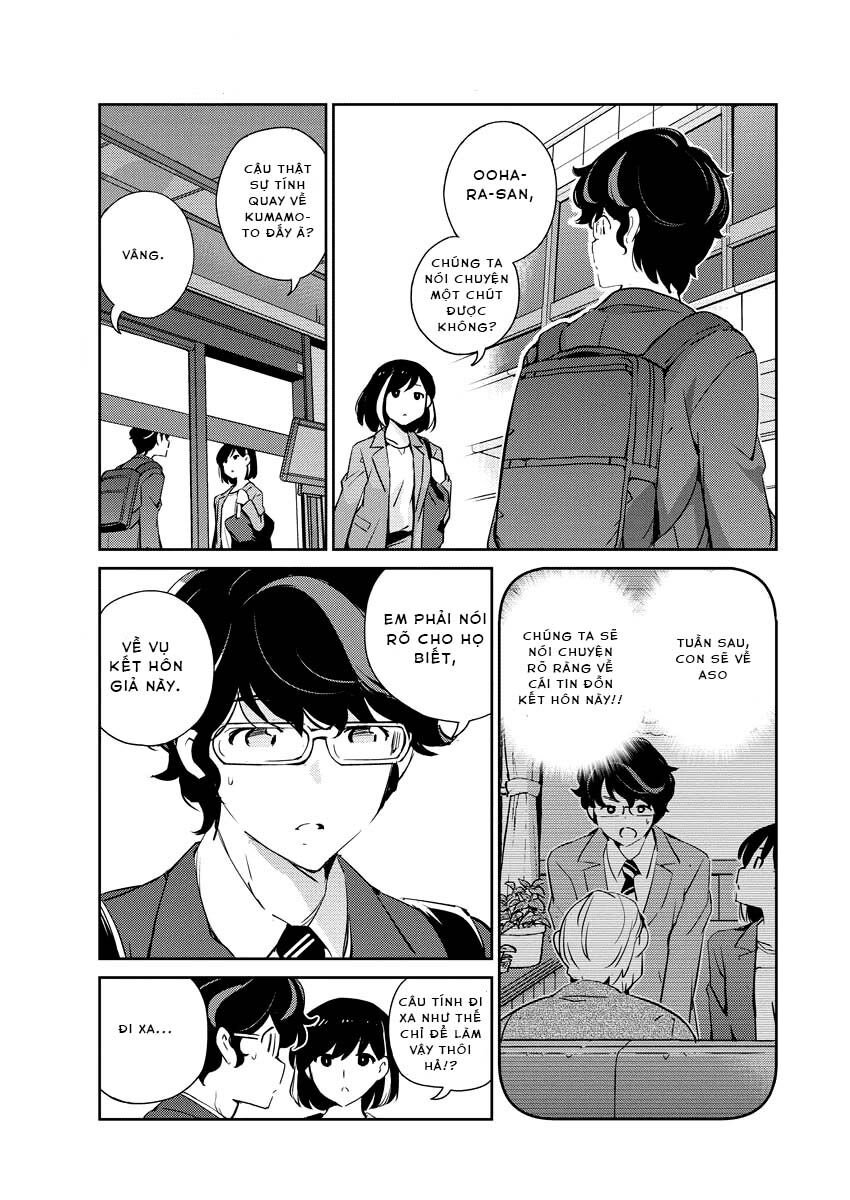 OOHA-
RA-SAN,
CHÚNG TA
NÓI CHUYỆN
MỘT CHÚT
ĐƯỢC
KHÔNG?
CẬU THẬT
SỰ TÍNH
QUAY VỀ
KUMAMO-
TO ĐẤY À?
VÂNG.
TUẦN SAU,
CON SẼ VỀ
ASO
CHÚNG TA SẼ
NÓI CHUYỆN
RÕ RÀNG VỀ
CÁI TIN ĐỒN
KẾT HÔN NÀY!!
EM PHẢI NÓI
RÕ CHO HỌ
BIẾT,
VỀ VỤ
KẾT HÔN
GIẢ NÀY.
CÂU TÍNH ĐI
XA NHƯ THẾ
CHỈ ĐỂ LÀM
VẬY THÔI
HẢ!?
ĐI XA...